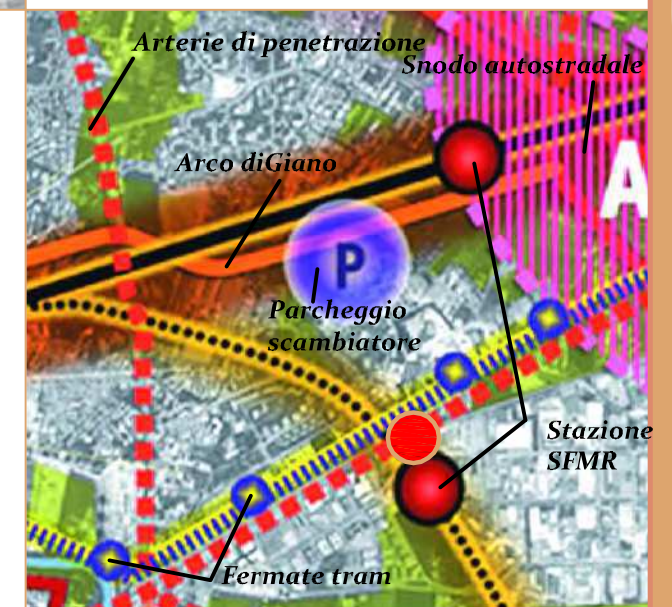 Arterie di penetrazione
Snodo autostradale
Arco diGiano
A
P
Parcheggio
scambiatore
Stazione
SFMR
Fermate tram